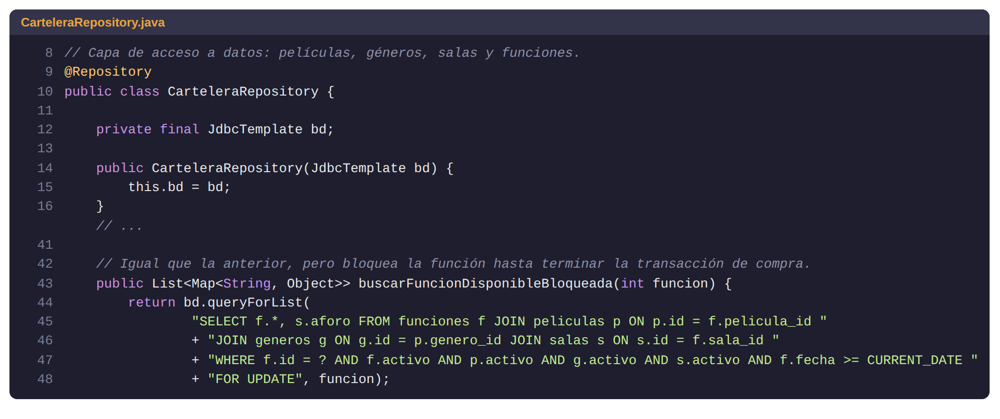 CarteleraRepository.java
8 // Capa de acceso a datos: películas, géneros, salas y funciones.
9 @Repository
10 public class CarteleraRepository {
11
12     private final JdbcTemplate bd;
13
14     public CarteleraRepository(JdbcTemplate bd) {
15         this.bd = bd;
16     }
    // ...
41
42     // Igual que la anterior, pero bloquea la función hasta terminar la transacción de compra.
43     public List<Map<String, Object>> buscarFuncionDisponibleBloqueada(int funcion) {
44         return bd.queryForList(
45                 "SELECT f.*, s.aforo FROM funciones f JOIN peliculas p ON p.id = f.pelicula_id "
46                 + "JOIN generos g ON g.id = p.genero_id JOIN salas s ON s.id = f.sala_id "
47                 + "WHERE f.id = ? AND f.activo AND p.activo AND g.activo AND s.activo AND f.fecha >= CURRENT_DATE "
48                 + "FOR UPDATE", funcion);